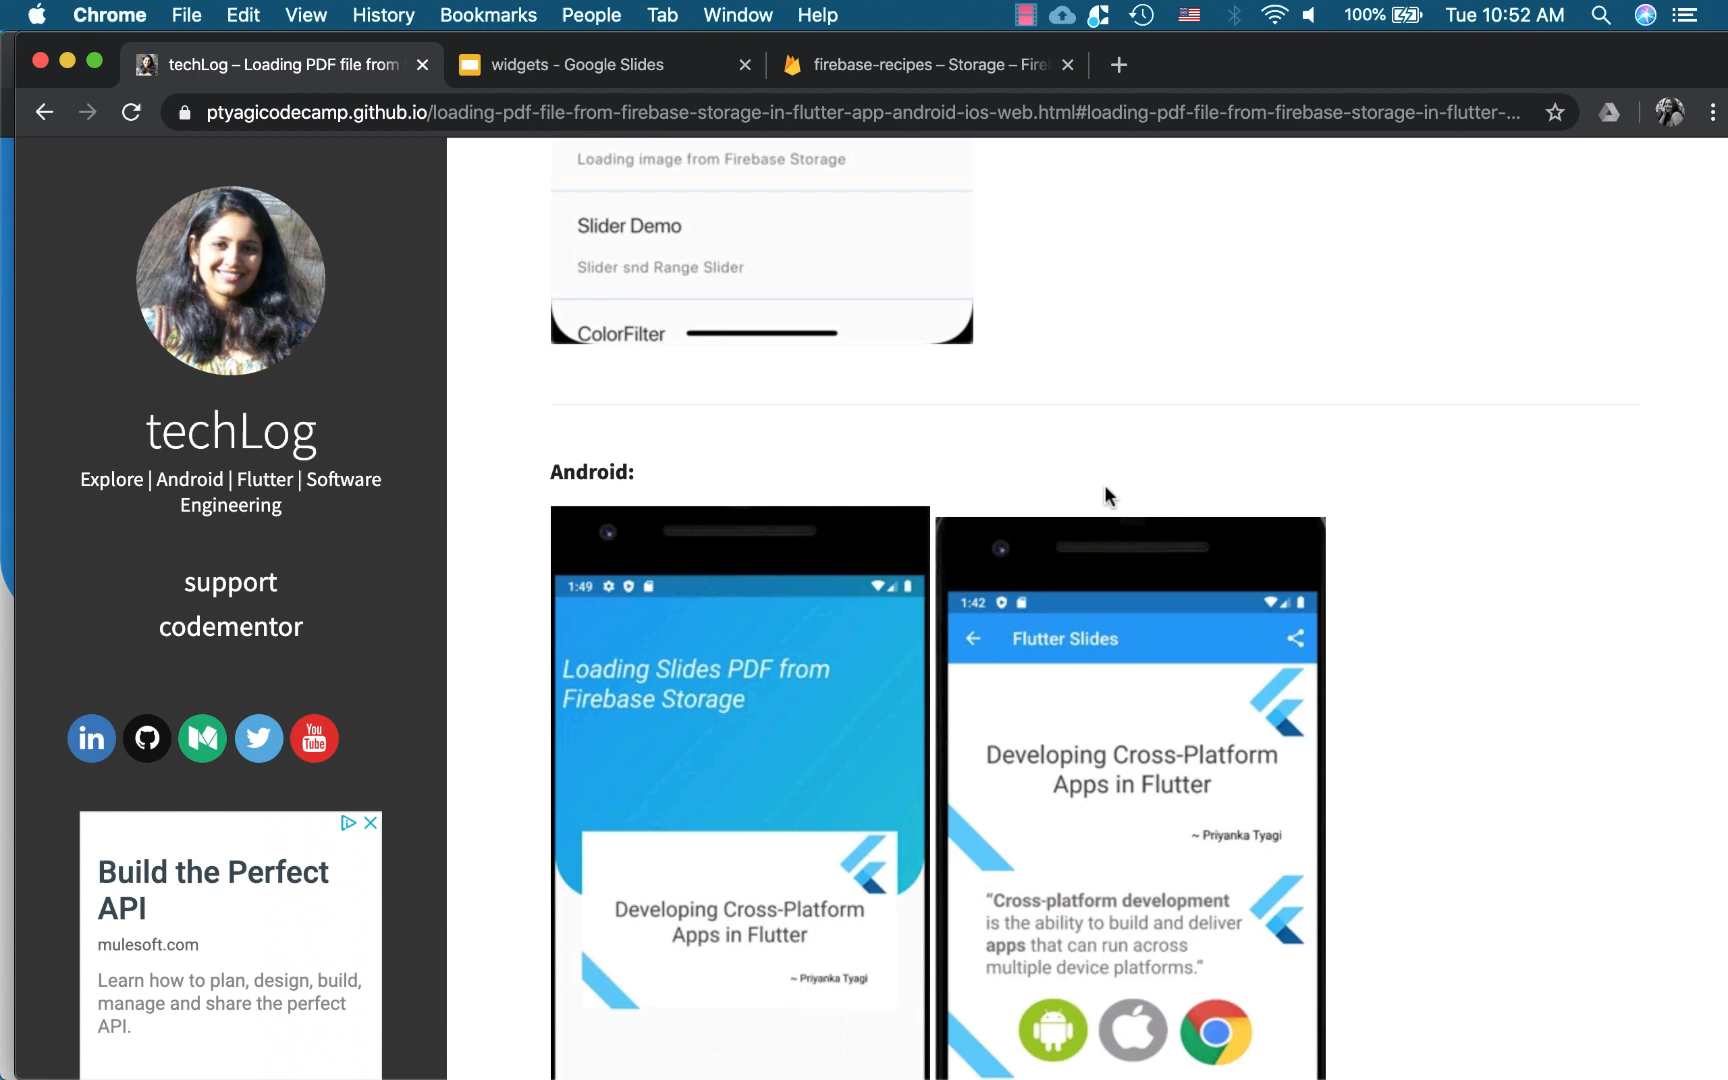 Chrome File Edit View History Bookmarks People Tab Window Help 100% Tue 10:52 AM
techLog – Loading PDF file from
widgets - Google Slides
firebase-recipes – Storage – Fire
ptyagicodecamp.github.io/loading-pdf-file-from-firebase-storage-in-flutter-app-android-ios-web.html#loading-pdf-file-from-firebase-storage-in-flutter-...
techLog
Explore | Android | Flutter | Software
Engineering
support
codementor
in
You
Tube
Build the Perfect
API
mulesoft.com
Learn how to plan, design, build,
manage and share the perfect
API.
Loading image from Firebase Storage
Slider Demo
Slider snd Range Slider
ColorFilter
Android:
1:49
Loading Slides PDF from
Firebase Storage
Developing Cross-Platform
Apps in Flutter
~ Priyanka Tyagi
1:42
Flutter Slides
Developing Cross-Platform
Apps in Flutter
~ Priyanka Tyagi
“Cross-platform development
is the ability to build and deliver
apps that can run across
multiple device platforms.”